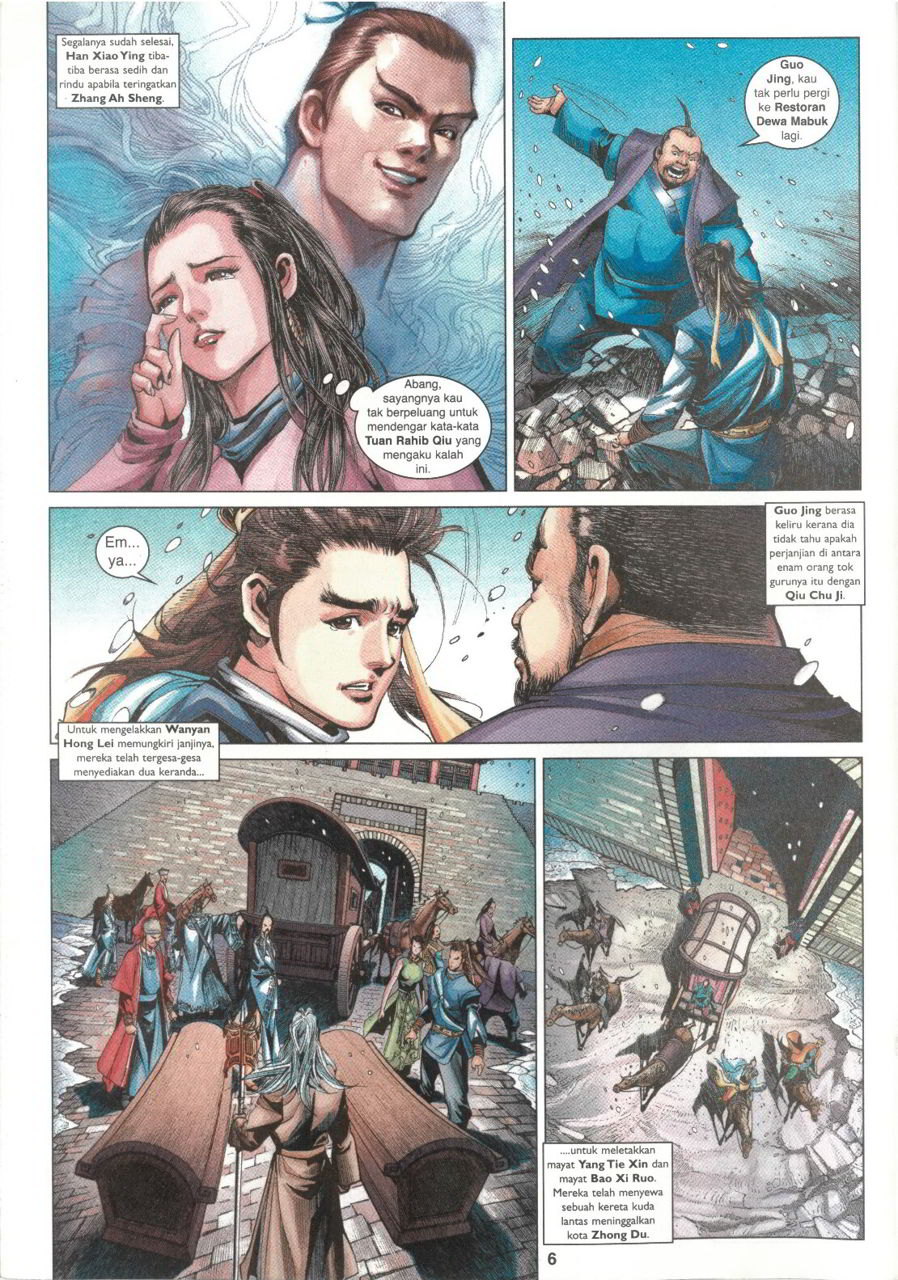 Segalanya sudah selesai,
Han Xiao Ying tiba-
tiba berasa sedih dan
rindu apabila teringatkan
Zhang Ah Sheng.
Abang,
sayangnya kau
tak berpeluang untuk
mendengar kata-kata
Tuan Rahib Qiu yang
mengaku kalah
ini.
Guo
Jing, kau
tak perlu pergi
ke Restoran
Dewa Mabuk
lagi.
Em...
ya...
Guo Jing berasa
keliru kerana dia
tidak tahu apakah
perjanjian di antara
enam orang tok
gurunya itu dengan
Qiu Chu Ji.
Untuk mengelakkan Wanyan
Hong Lei memungkiri janjinya,
mereka telah tergesa-gesa
menyediakan dua keranda...
....untuk meletakkan
mayat Yang Tie Xin dan
mayat Bao Xi Ruo.
Mereka telah menyewa
sebuah kereta kuda
lantas meninggalkan
kota Zhong Du.
6